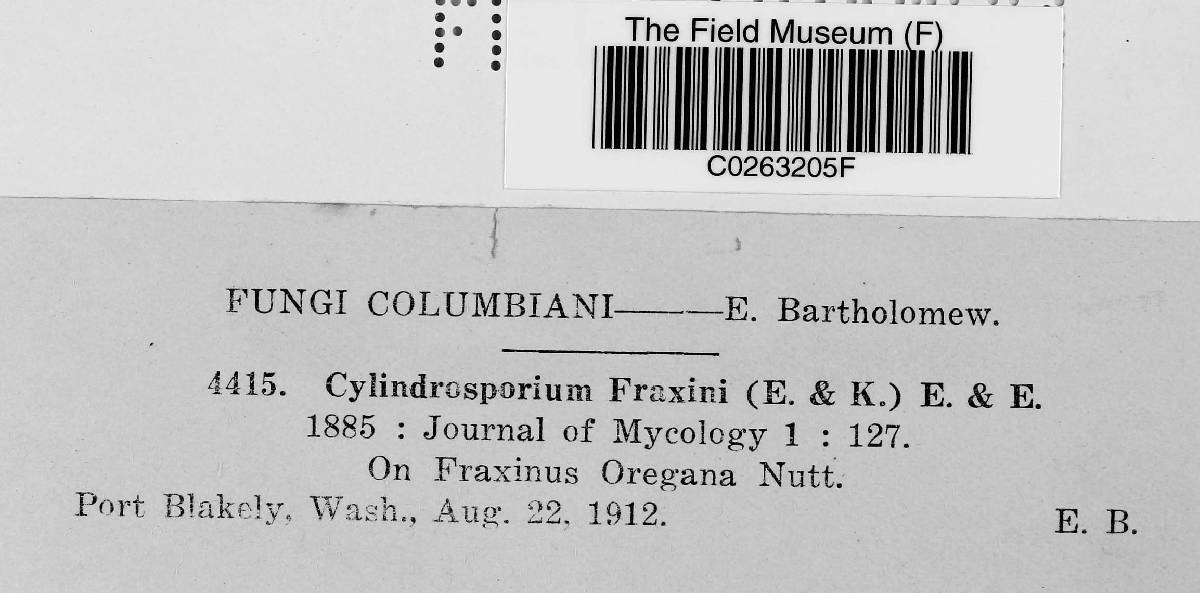 The Field Museum (F)
C0263205F
FUNGI COLUMBIANI———E. Bartholomew.
4415. Cylindrosporium Fraxini (E. & K.) E. & E.
1885 : Journal of Mycology 1 : 127.
On Fraxinus Oregana Nutt.
Port Blakely, Wash., Aug. 22, 1912. E. B.